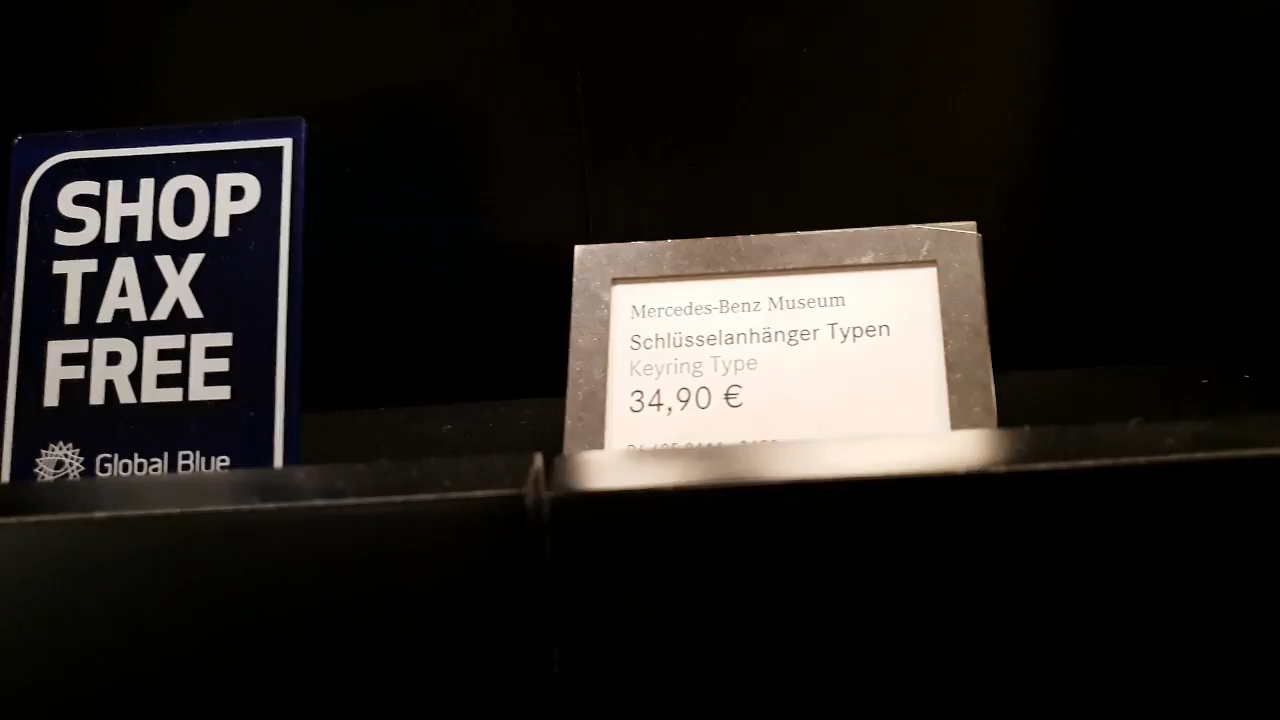 SHOP
TAX
FREE
Global Blue
Mercedes-Benz Museum
Schlüsselanhänger Typen
Keyring Type
34,90 €